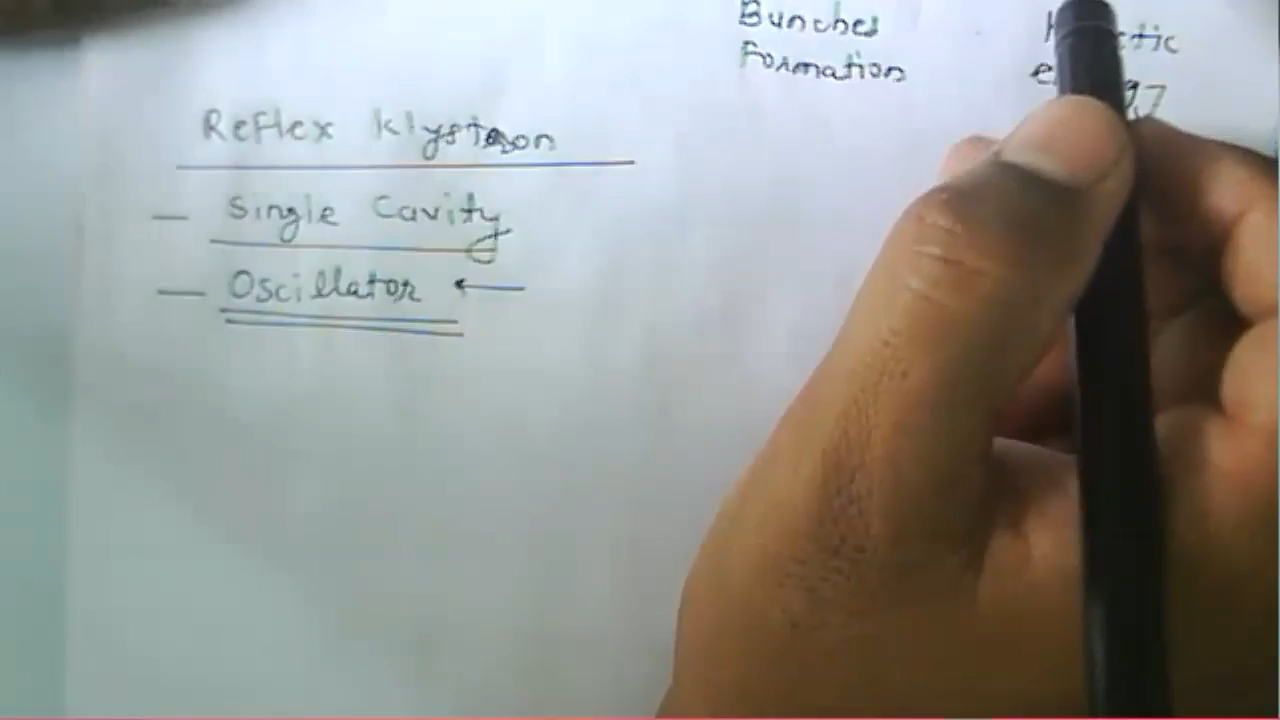 Bunches
Formation
Reflex Klystron
— Single Cavity
— Oscillator ←